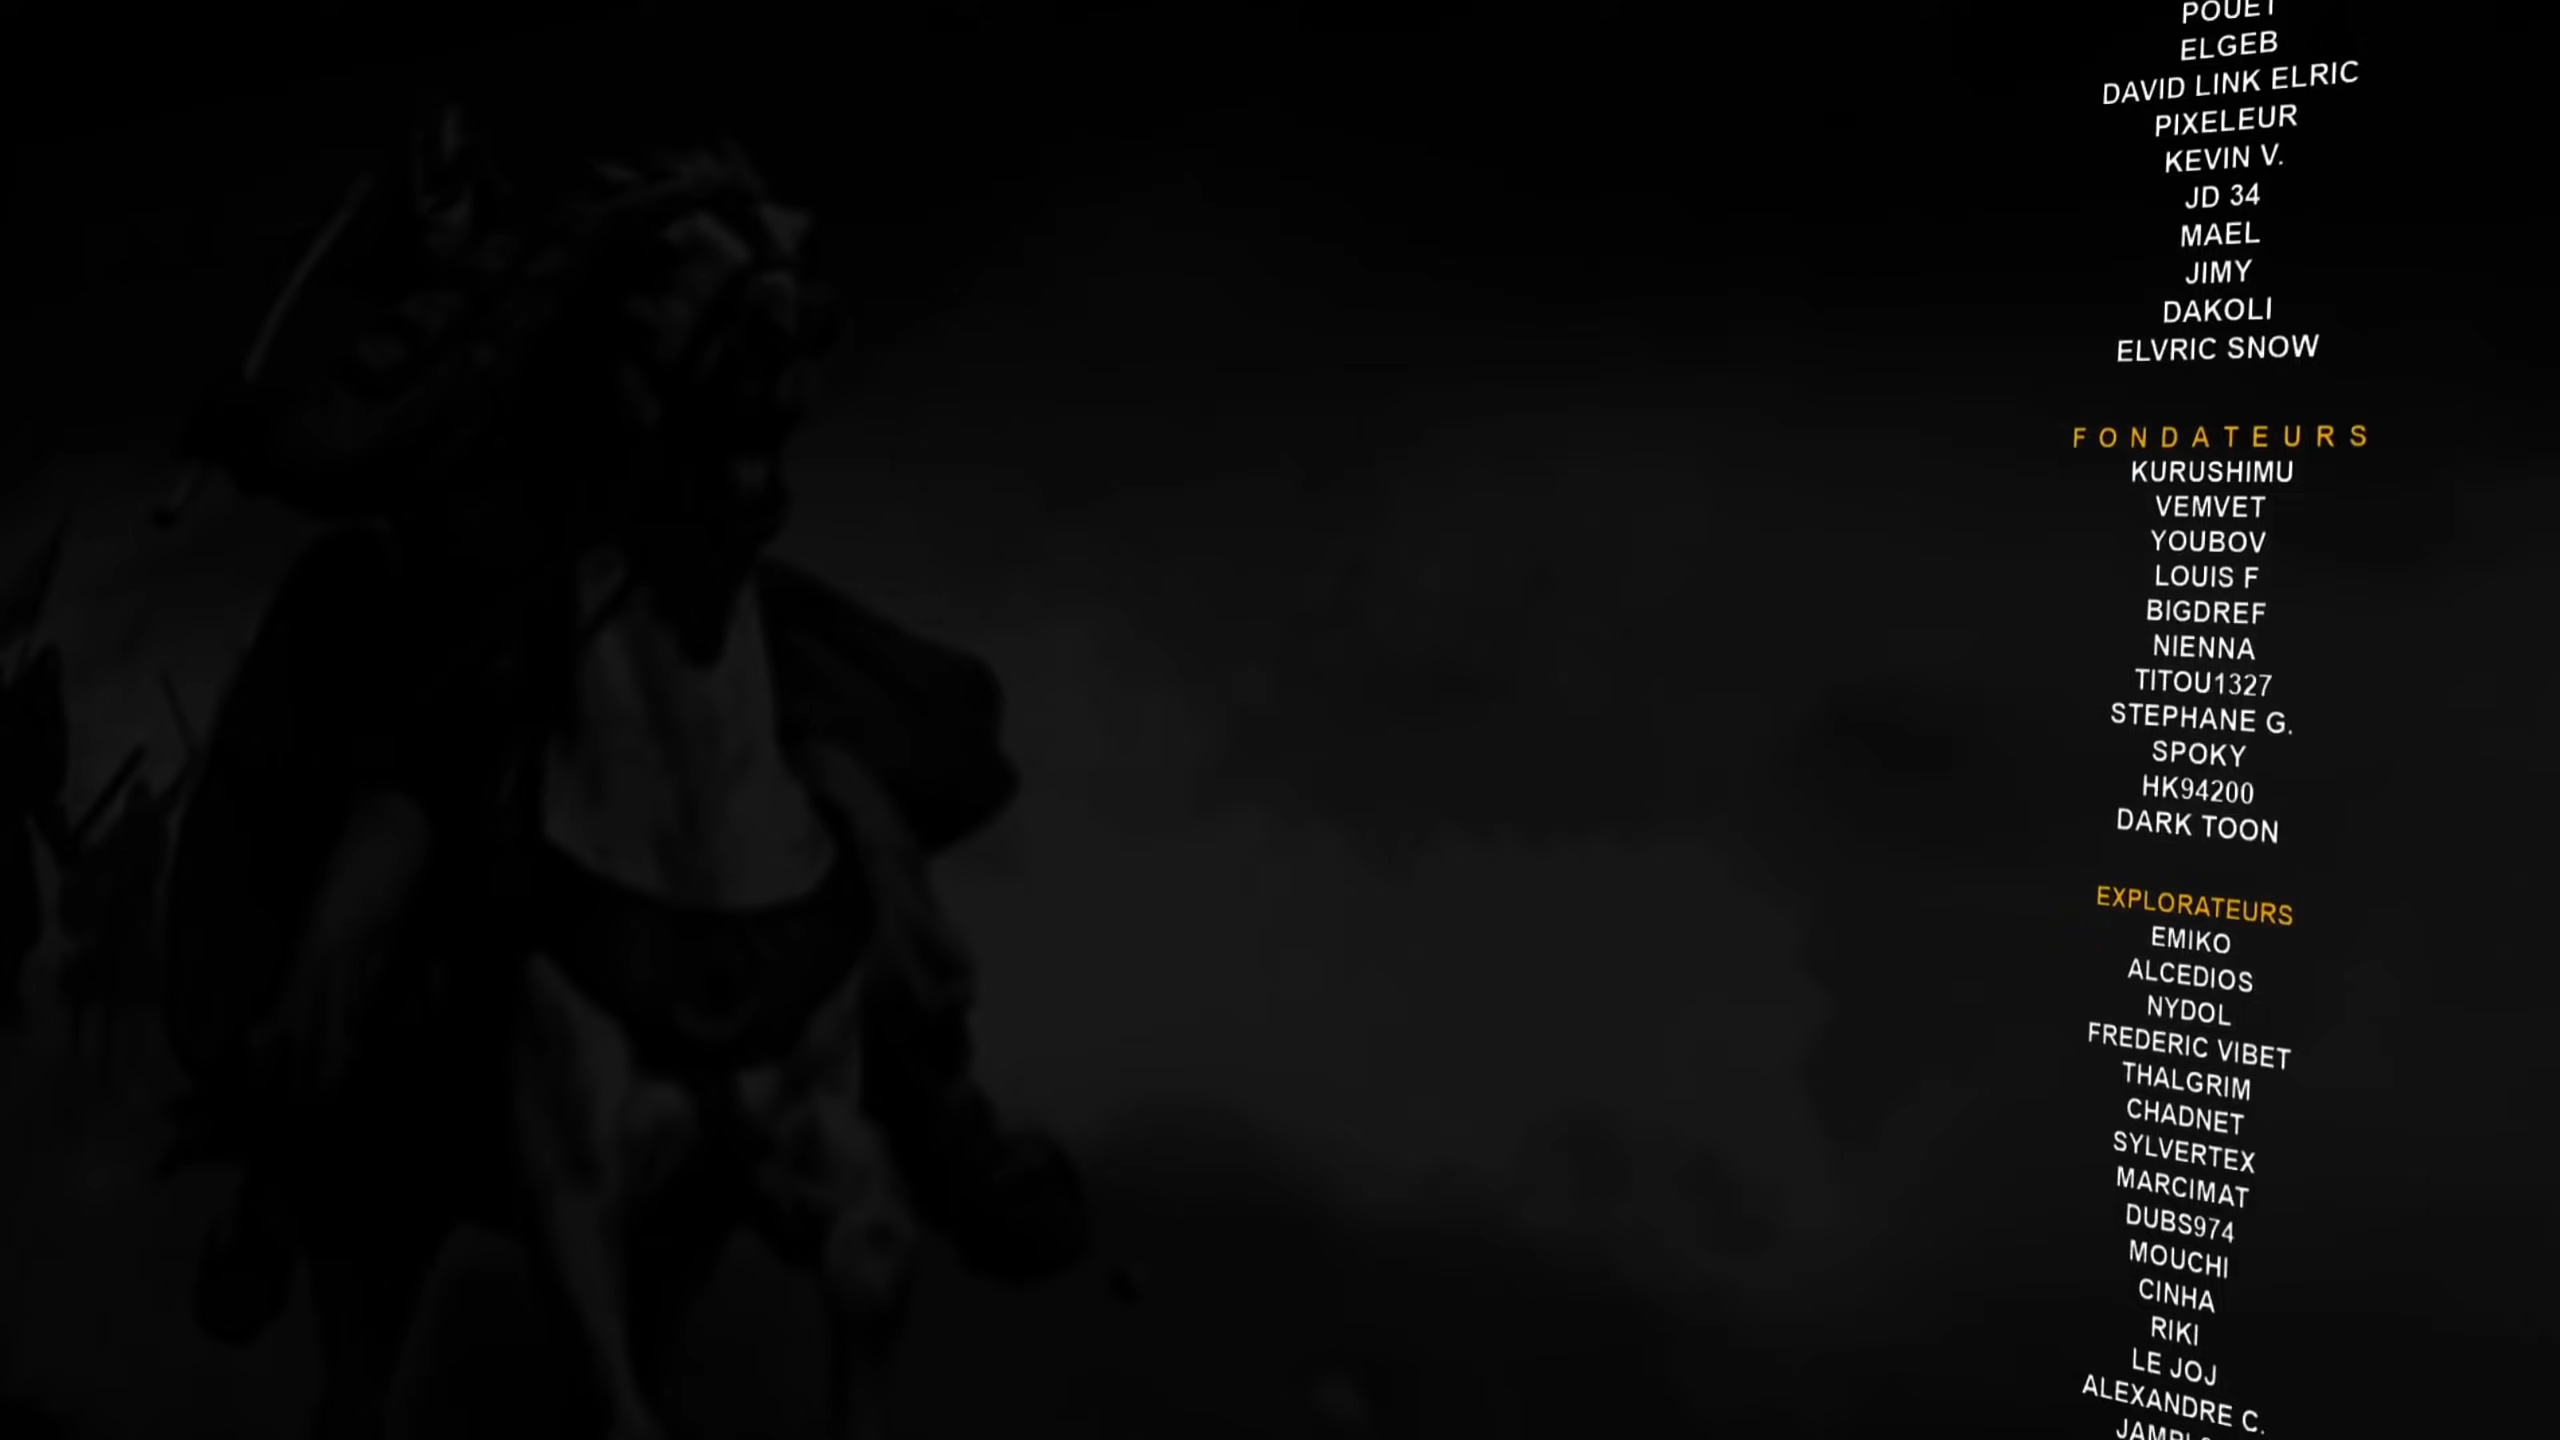 POUET
ELGEB
DAVID LINK ELRIC
PIXELEUR
KEVIN V.
JD 34
MAEL
JIMY
DAKOLI
ELVRIC SNOW
FONDATEURS
KURUSHIMU
VEMVET
YOUBOV
LOUIS F
BIGDREF
NIENNA
TITOU1327
STEPHANE G.
SPOKY
HK94200
DARK TOON
EXPLORATEURS
EMIKO
ALCEDIOS
NYDOL
FREDERIC VIBET
THALGRIM
CHADNET
SYLVERTEX
MARCIMAT
DUBS974
MOUCHI
CINHA
RIKI
LE JOJ
ALEXANDRE C.